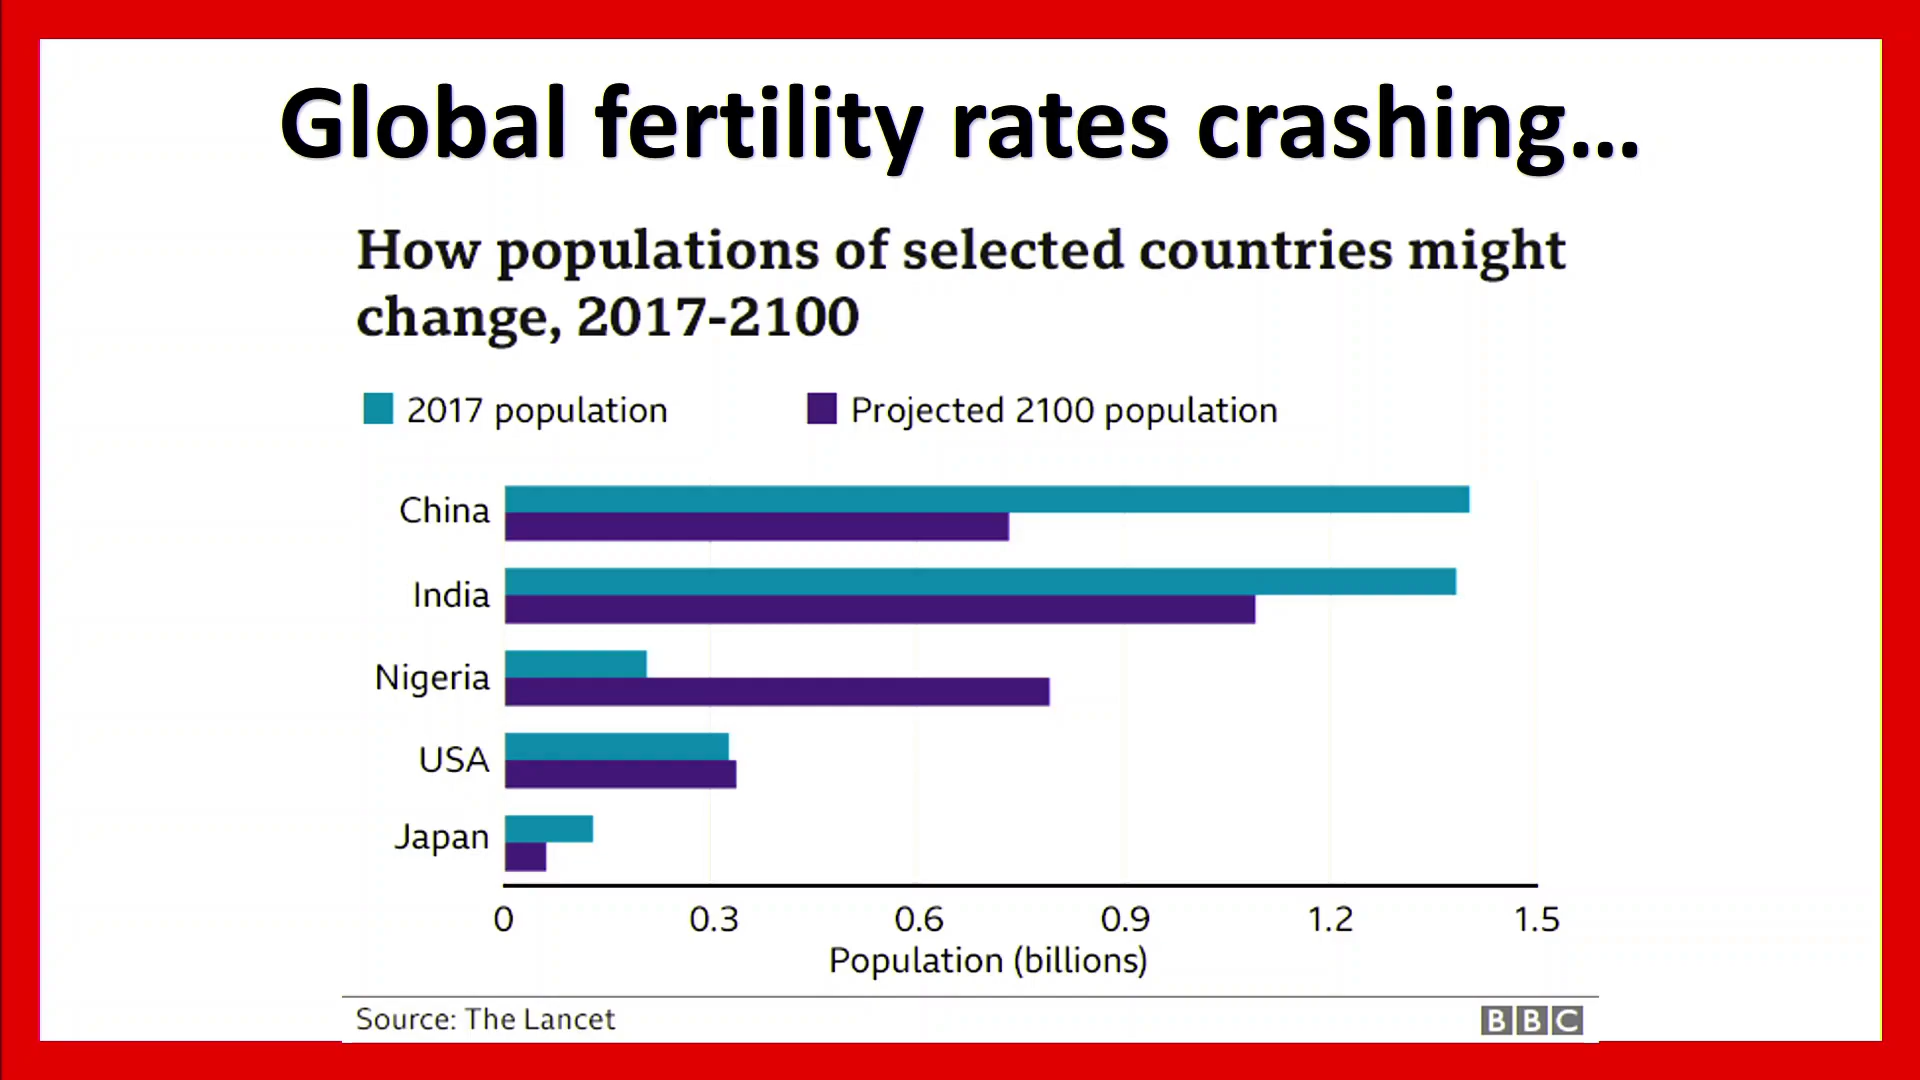 Global fertility rates crashing...
How populations of selected countries might
change, 2017-2100
2017 population Projected 2100 population
China
India
Nigeria
USA
Japan
0 0.3 0.6 0.9 1.2 1.5
Population (billions)
Source: The Lancet BBC